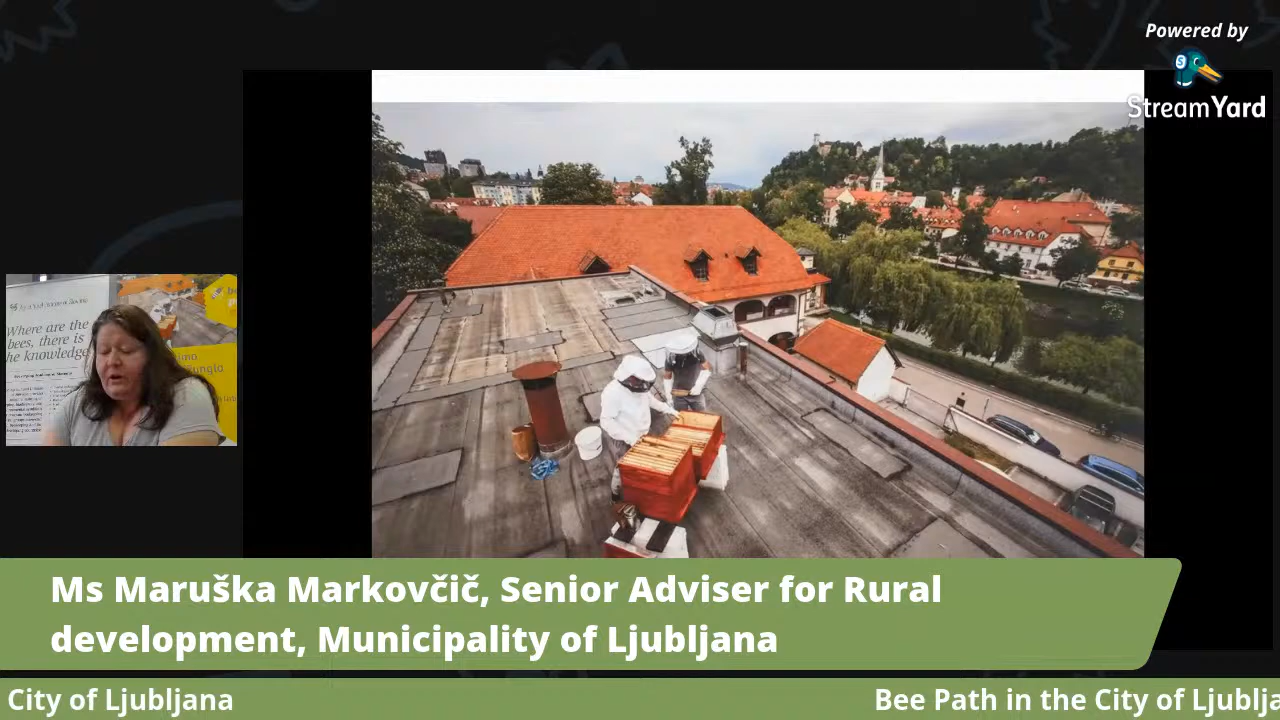 Powered by
StreamYard
Where are the
bees, there is
he knowledge
Ms Maruška Markovčič, Senior Adviser for Rural
development, Municipality of Ljubljana
City of Ljubljana
Bee Path in the City of Ljublja